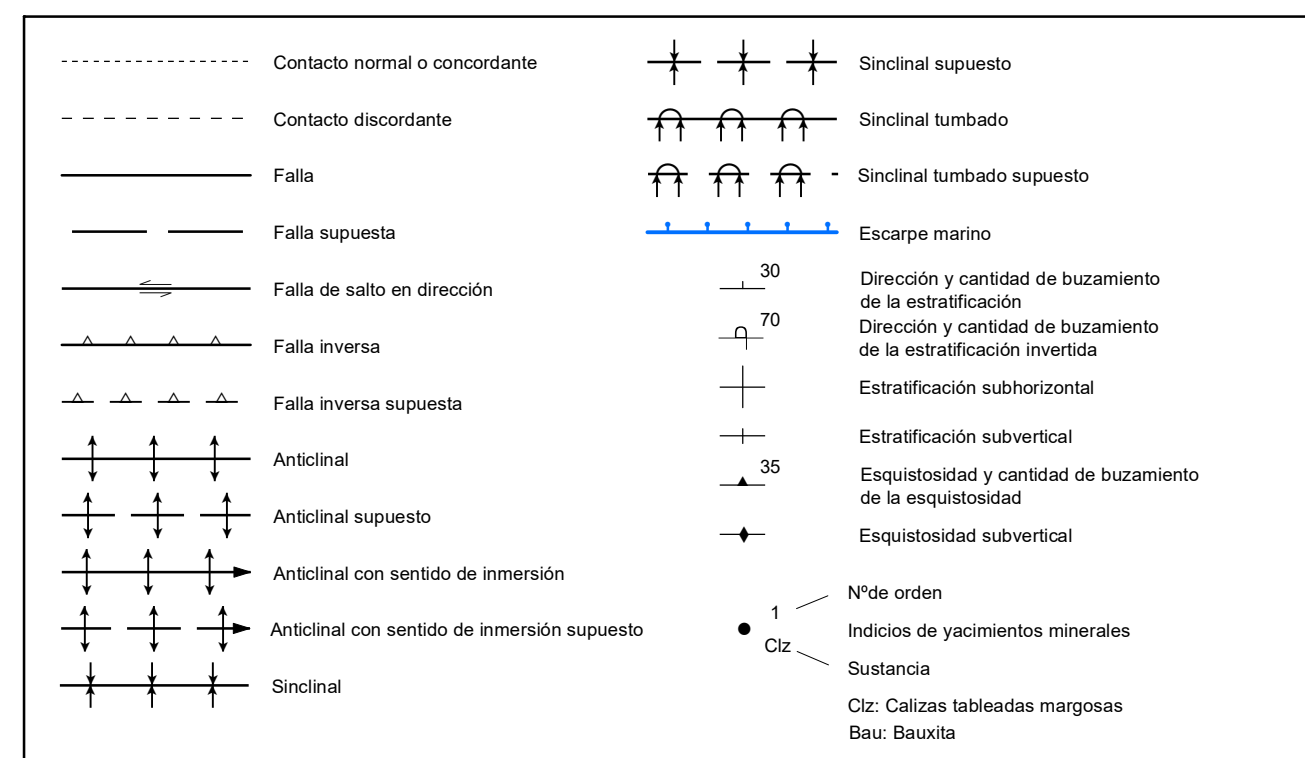 Contacto normal o concordante
Contacto discordante
Falla
Falla supuesta
Falla de salto en dirección
Falla inversa
Falla inversa supuesta
Anticlinal
Anticlinal supuesto
Anticlinal con sentido de inmersión
Anticlinal con sentido de inmersión supuesto
Sinclinal
Sinclinal supuesto
Sinclinal tumbado
Sinclinal tumbado supuesto
Escarpe marino
30
Dirección y cantidad de buzamiento
de la estratificación
70
Dirección y cantidad de buzamiento
de la estratificación invertida
Estratificación subhorizontal
Estratificación subvertical
35
Esquistosidad y cantidad de buzamiento
de la esquistosidad
Esquistosidad subvertical
Nºde orden
1
Indicios de yacimientos minerales
Clz
Sustancia
Clz: Calizas tableadas margosas
Bau: Bauxita